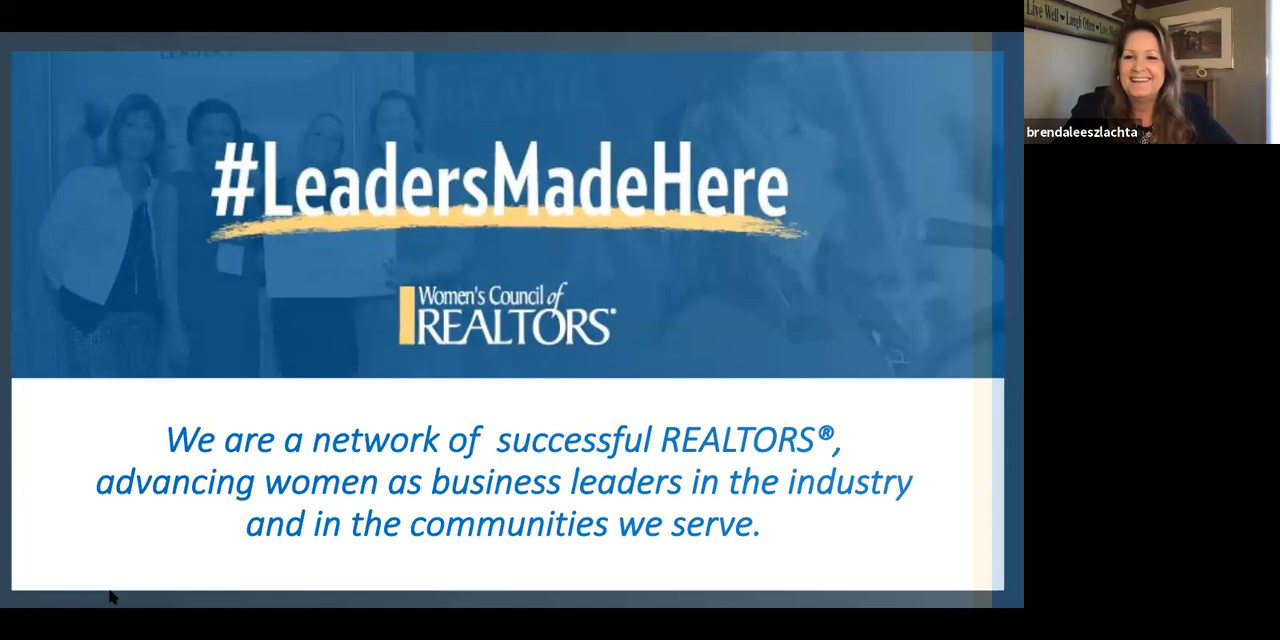 #LeadersMadeHere
Women's Council of
REALTORS®
We are a network of successful REALTORS®,
advancing women as business leaders in the industry
and in the communities we serve.
Live Well ♥ Laugh Often ♥
brendaleeszlachta